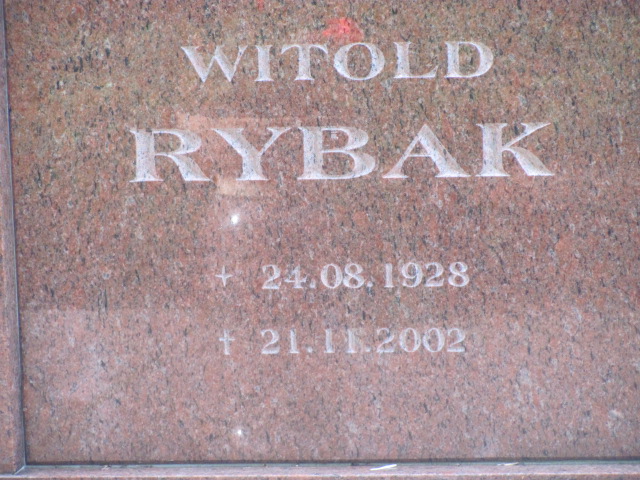 WITOLD
RYBAK
+ 24.08.1928
† 21.11.2002